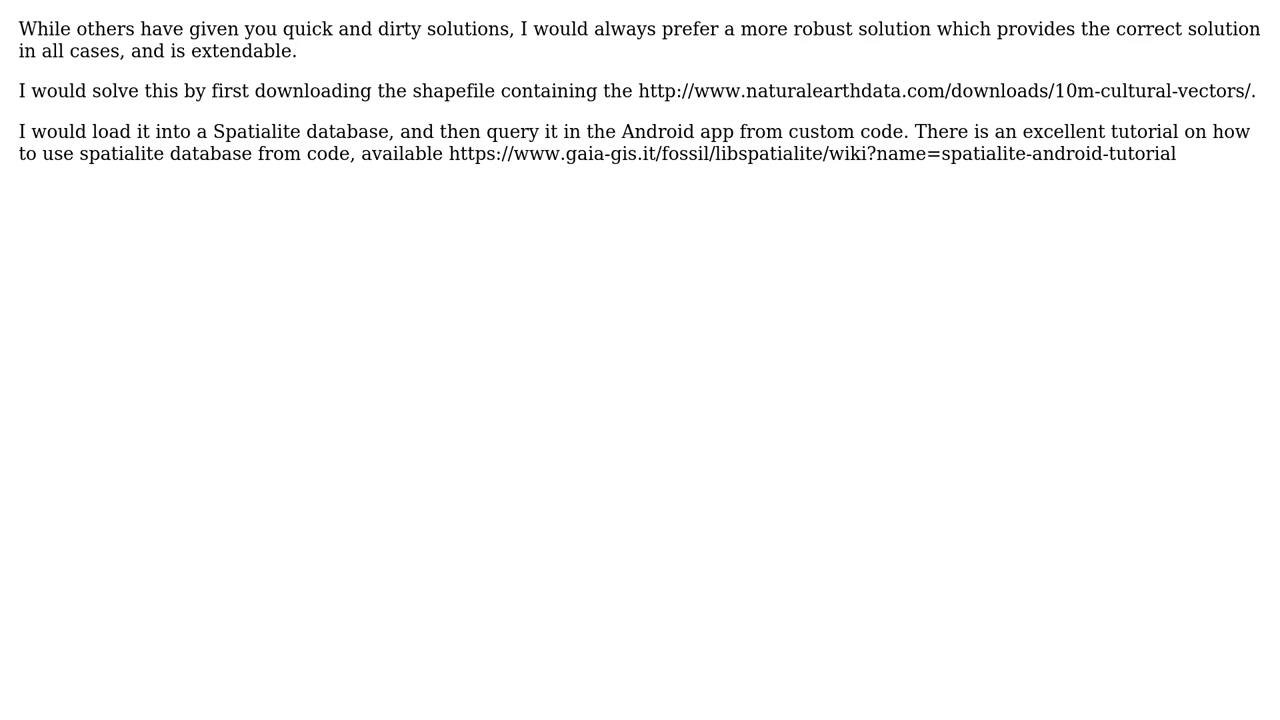 While others have given you quick and dirty solutions, I would always prefer a more robust solution which provides the correct solution
in all cases, and is extendable.
I would solve this by first downloading the shapefile containing the http://www.naturalearthdata.com/downloads/10m-cultural-vectors/.
I would load it into a Spatialite database, and then query it in the Android app from custom code. There is an excellent tutorial on how
to use spatialite database from code, available https://www.gaia-gis.it/fossil/libspatialite/wiki?name=spatialite-android-tutorial